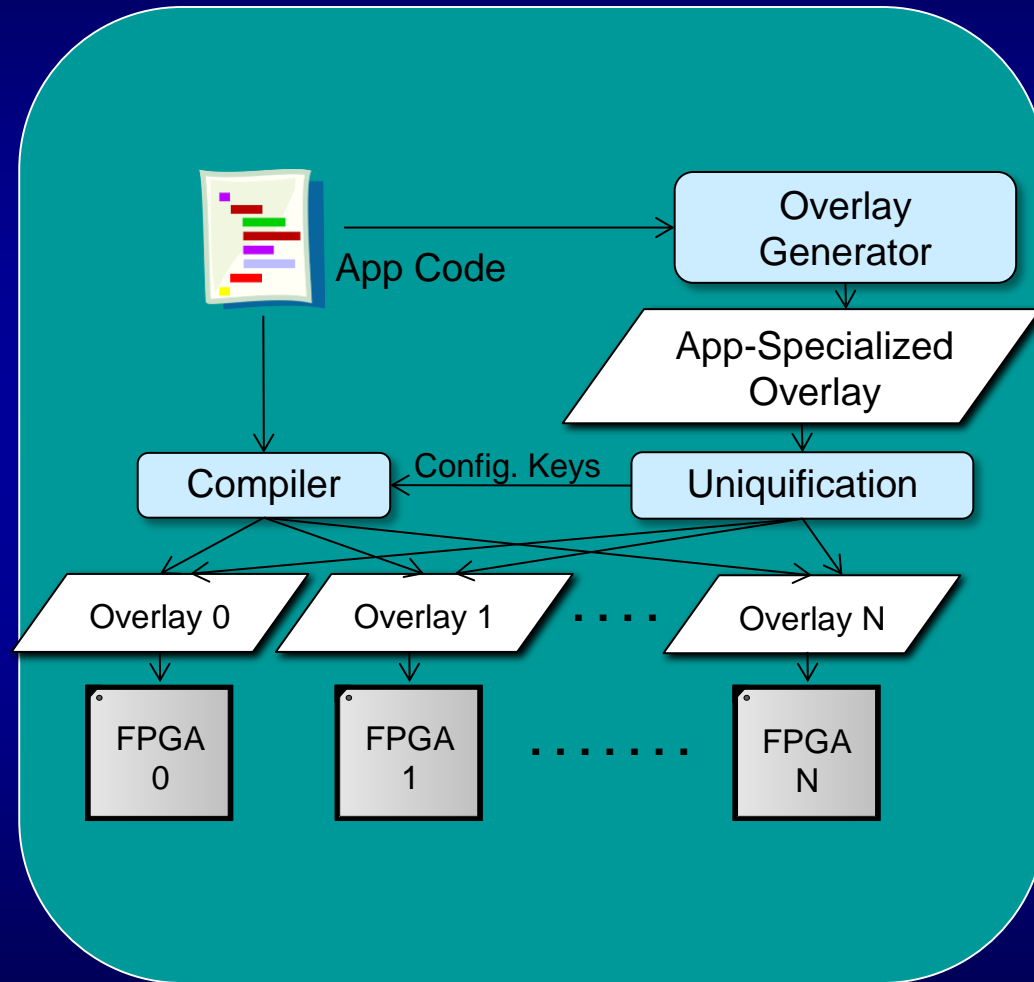 Overlay
Generator
App Code
App-Specialized
Overlay
Compiler
Config. Keys
Uniquification
Overlay 0
Overlay 1
. . . .
Overlay N
FPGA
0
FPGA
1
. . . . . . .
FPGA
N